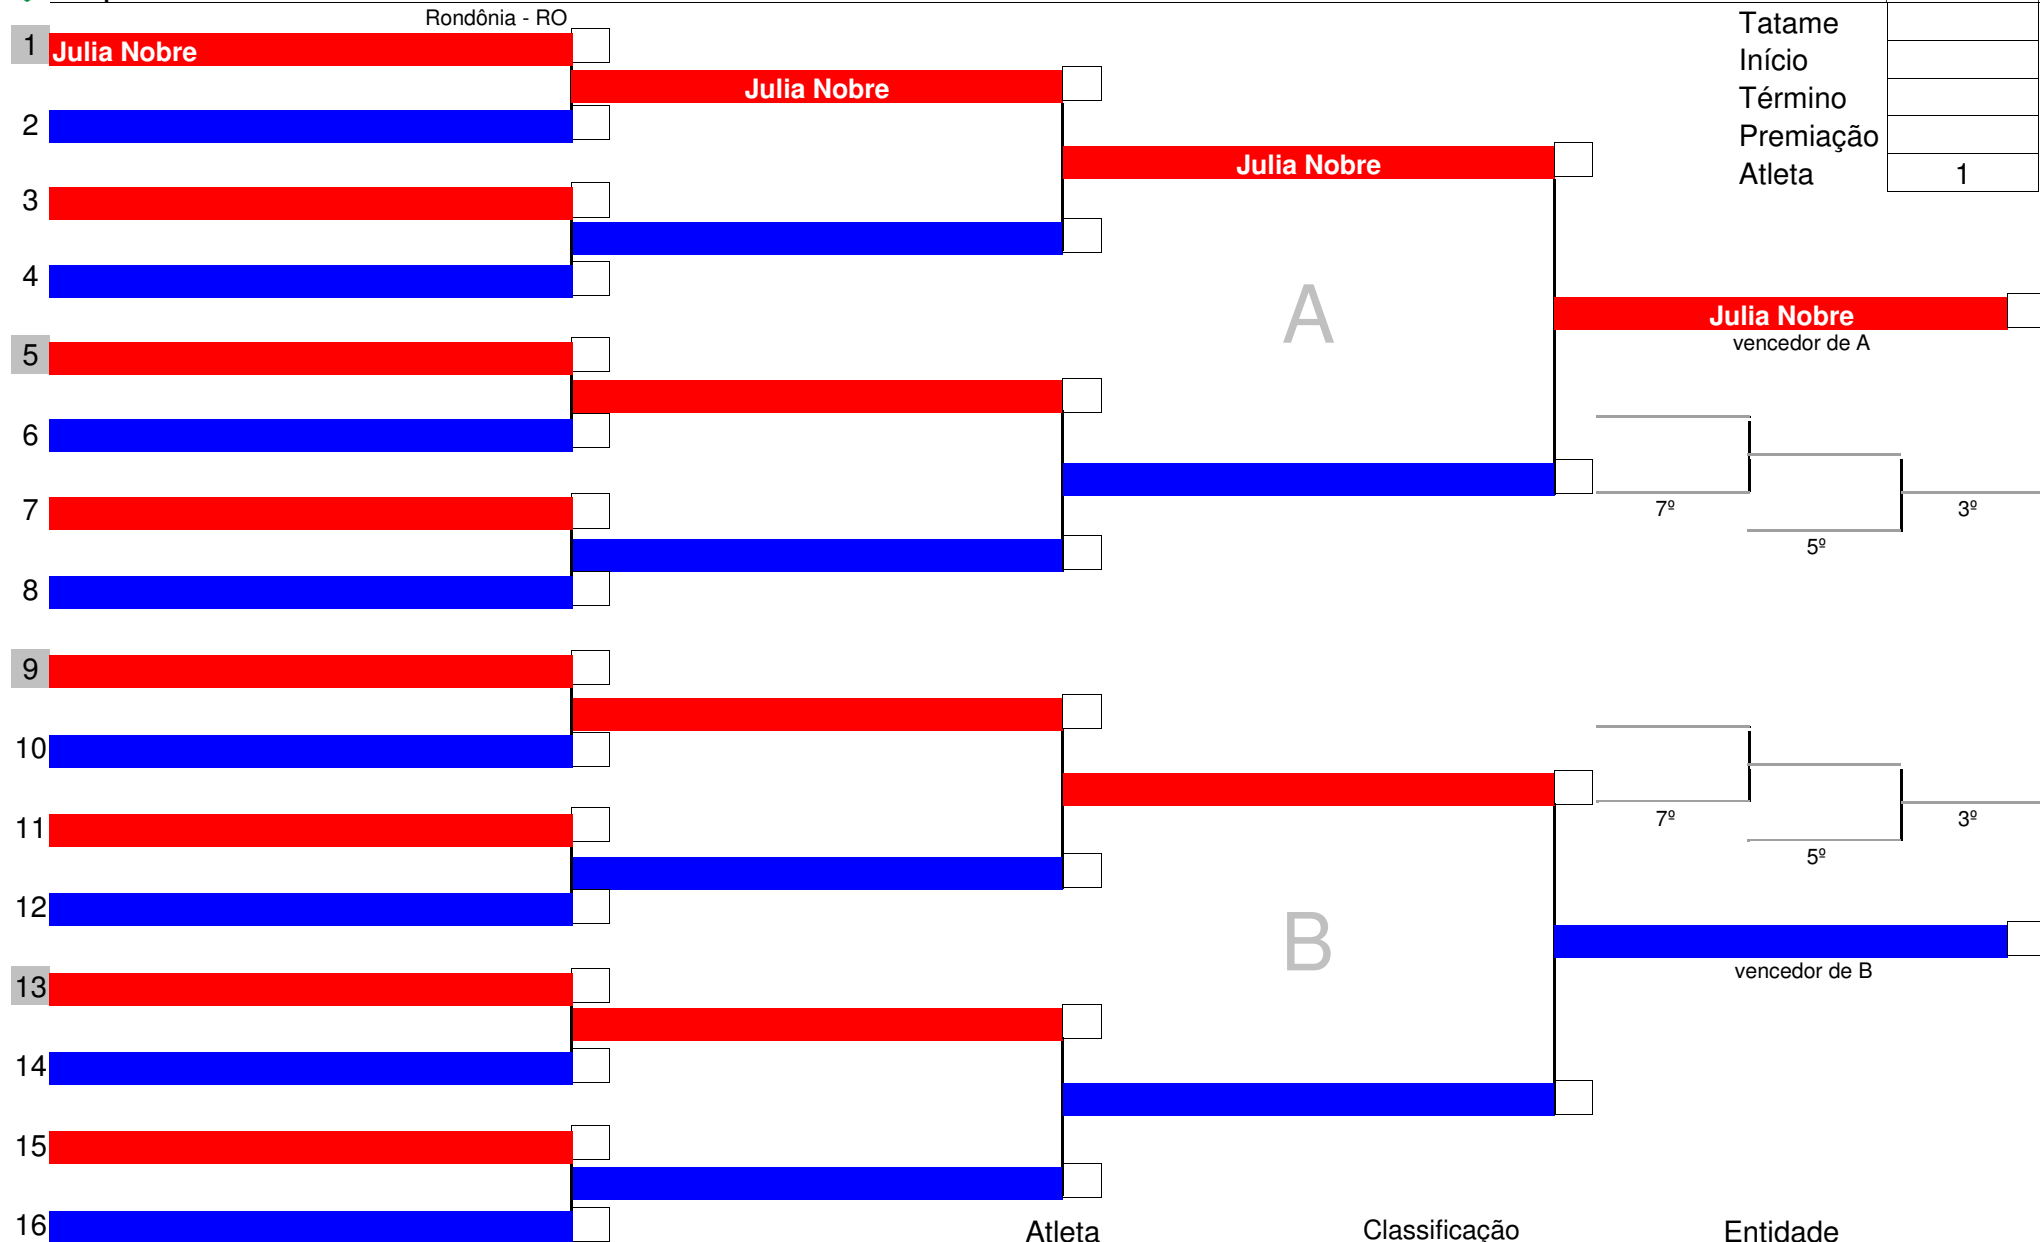 Rondônia - RO
Tatame
Início
Término
Premiação
Atleta 1
1 Julia Nobre
Julia Nobre
2
Julia Nobre
3
4
A
Julia Nobre
vencedor de A
5
6
7
7º
3º
5º
8
9
10
11
7º
3º
5º
12
B
13
vencedor de B
14
15
16
Atleta Classificação Entidade